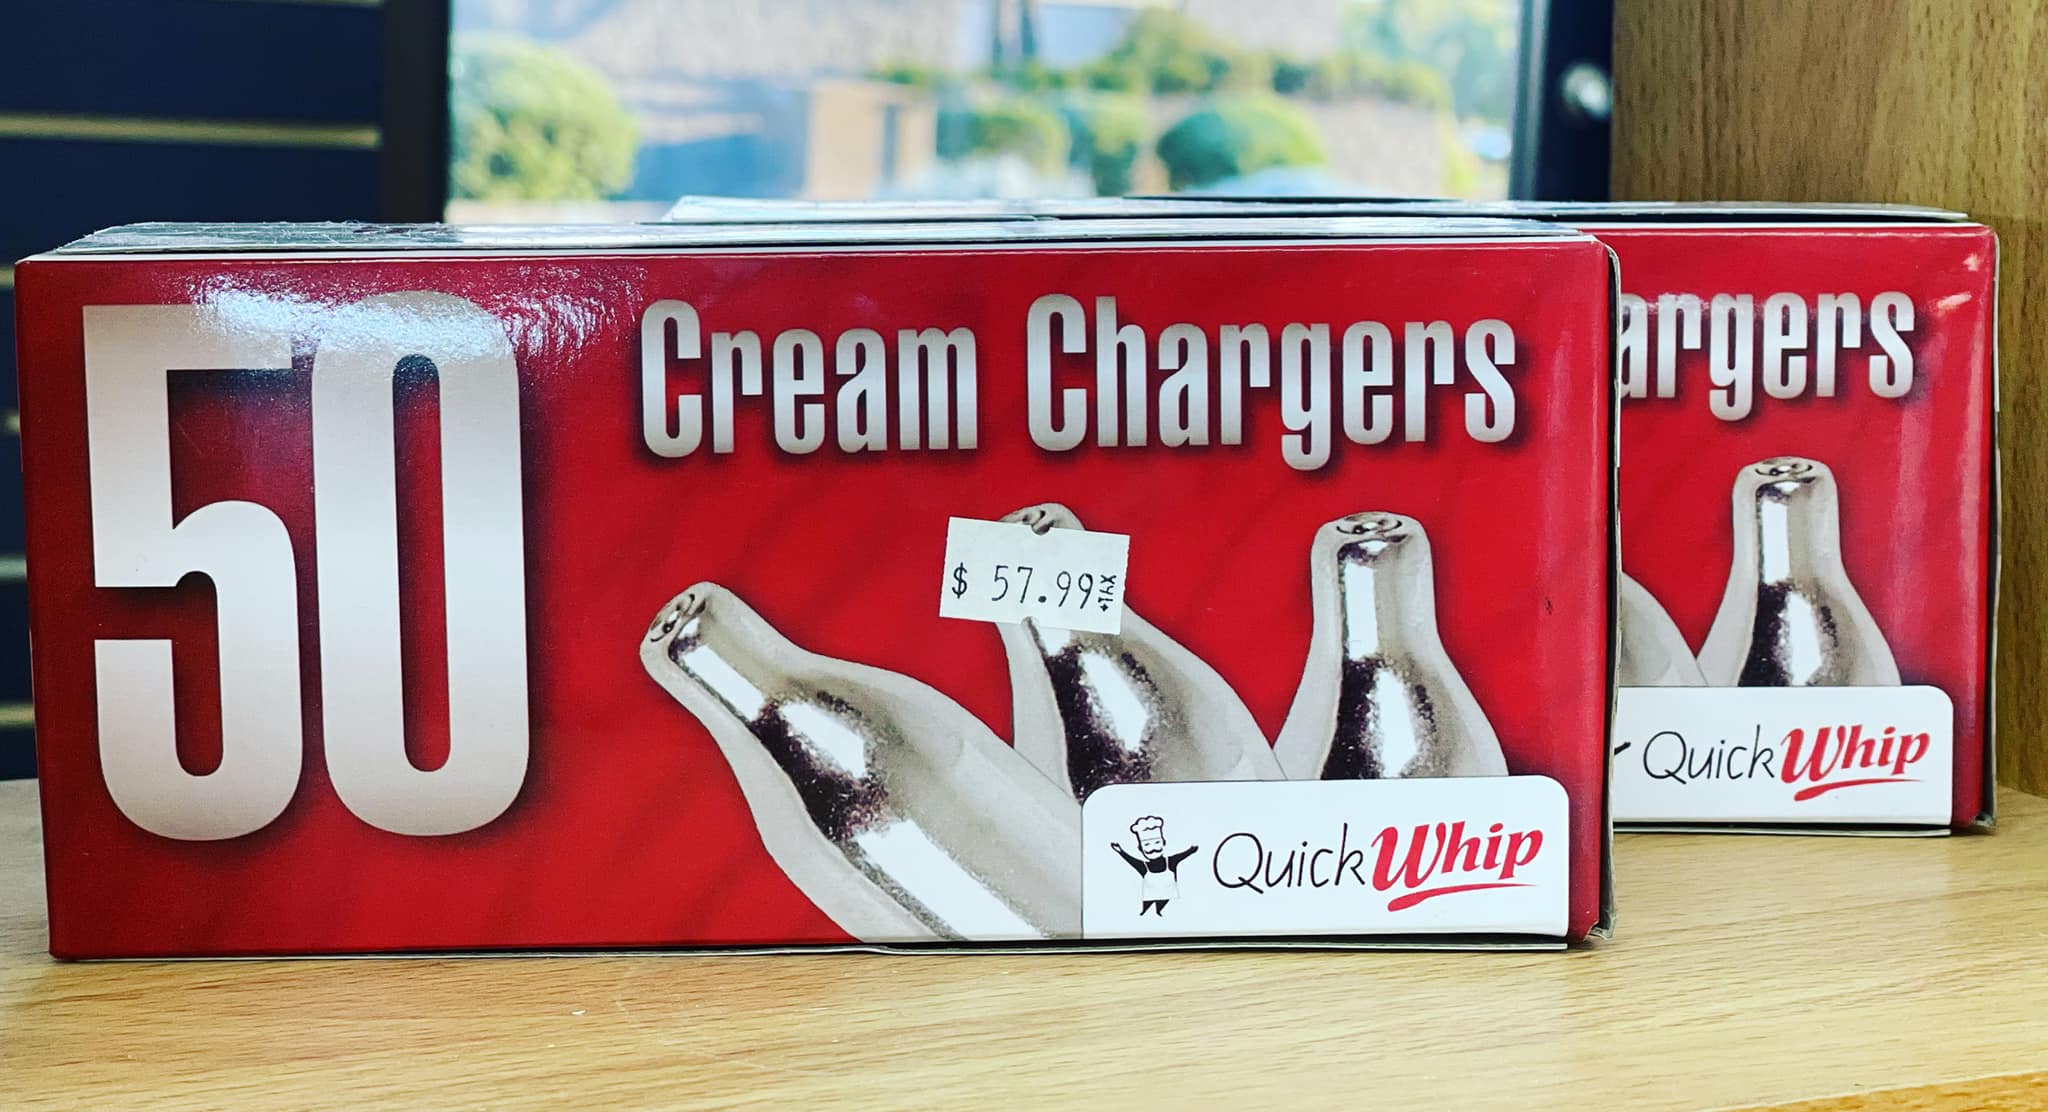 50
Cream Chargers
$ 57.99 +TAX
QuickWhip
argers
QuickWhip